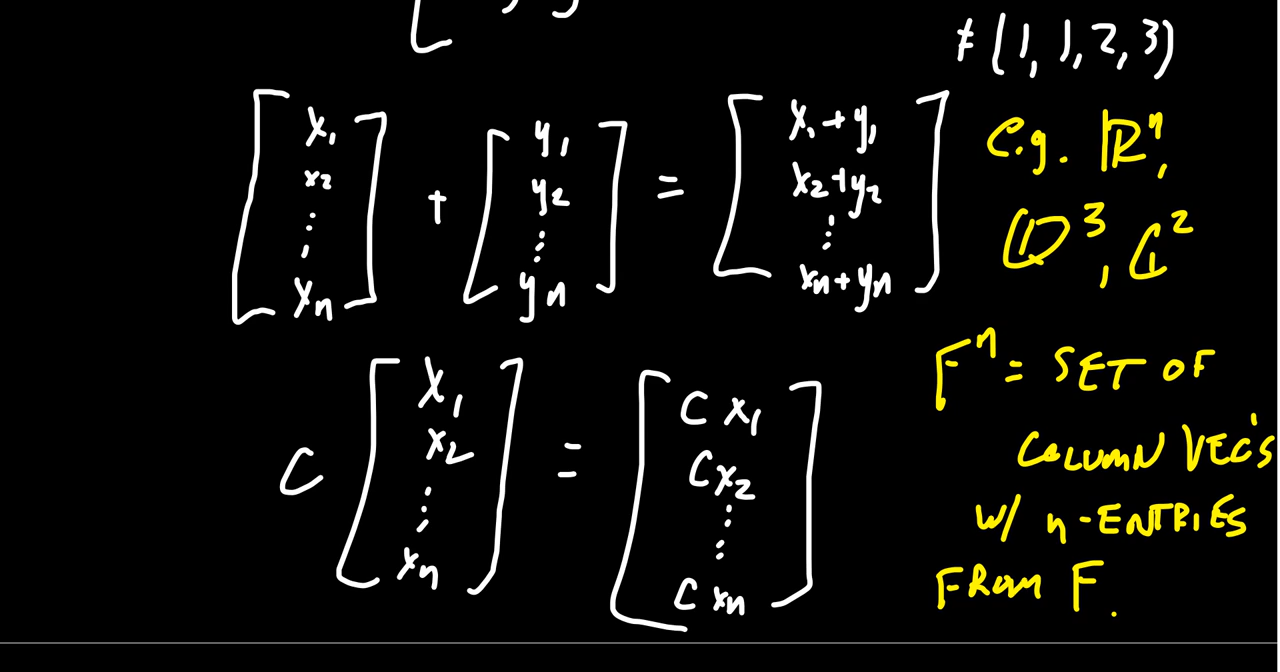 ≠ (1, 1, 2, 3)
[x₁ x₂ ⋮ xₙ] + [y₁ y₂ ⋮ yₙ] = [x₁+y₁ x₂+y₂ ⋮ xₙ+yₙ]
e.g. ℝⁿ,
ℚ³, ℂ²
c [x₁ x₂ ⋮ xₙ] = [cx₁ cx₂ ⋮ cxₙ]
Fⁿ = SET OF
COLUMN VEC'S
W/ n-ENTRIES
FROM F.